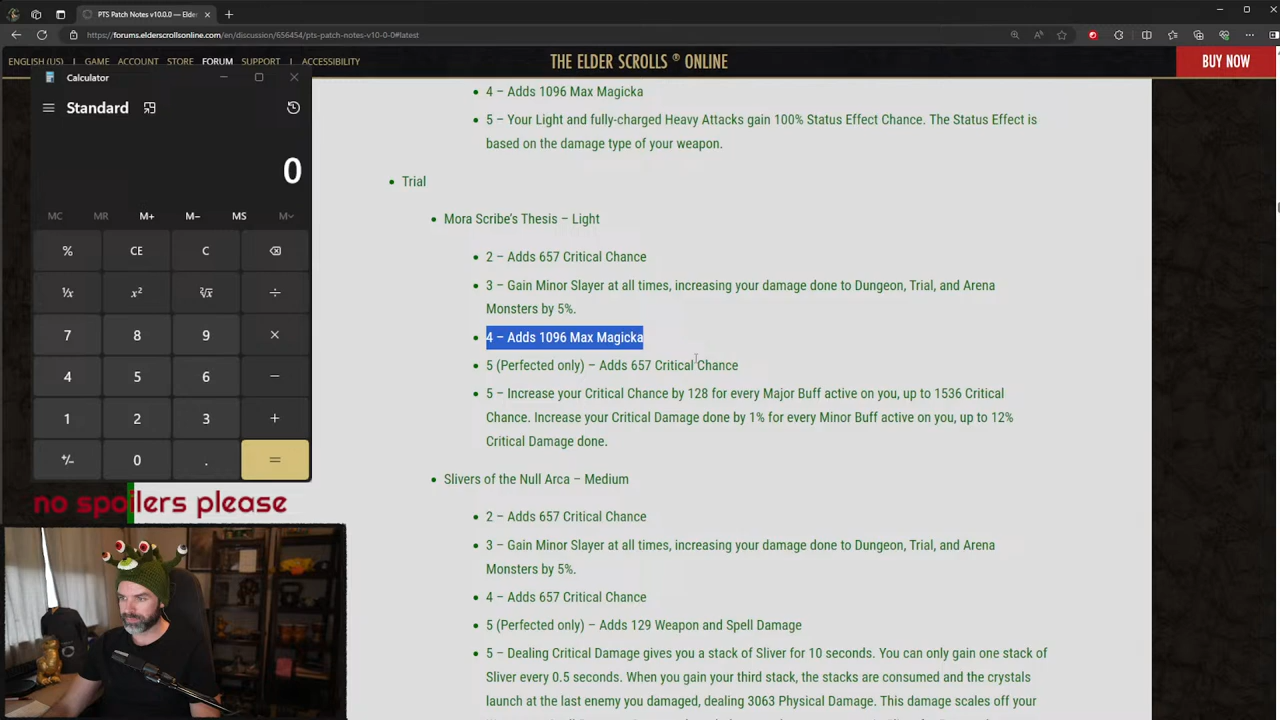 PTS Patch Notes v10.0.0 — Elder
https://forums.elderscrollsonline.com/en/discussion/656454/pts-patch-notes-v10-0-0#latest
ENGLISH (US) GAME ACCOUNT STORE FORUM SUPPORT ACCESSIBILITY
THE ELDER SCROLLS ® ONLINE
BUY NOW
Calculator
Standard
0
MC MR M+ M− MS M
% CE C
⅟x x² ²√x ÷
7 8 9 ×
4 5 6 −
1 2 3 +
+/− 0 . =
no spoilers please
4 – Adds 1096 Max Magicka
5 – Your Light and fully-charged Heavy Attacks gain 100% Status Effect Chance. The Status Effect is
based on the damage type of your weapon.
Trial
Mora Scribe's Thesis – Light
2 – Adds 657 Critical Chance
3 – Gain Minor Slayer at all times, increasing your damage done to Dungeon, Trial, and Arena
Monsters by 5%.
4 – Adds 1096 Max Magicka
5 (Perfected only) – Adds 657 Critical Chance
5 – Increase your Critical Chance by 128 for every Major Buff active on you, up to 1536 Critical
Chance. Increase your Critical Damage done by 1% for every Minor Buff active on you, up to 12%
Critical Damage done.
Slivers of the Null Arca – Medium
2 – Adds 657 Critical Chance
3 – Gain Minor Slayer at all times, increasing your damage done to Dungeon, Trial, and Arena
Monsters by 5%.
4 – Adds 657 Critical Chance
5 (Perfected only) – Adds 129 Weapon and Spell Damage
5 – Dealing Critical Damage gives you a stack of Sliver for 10 seconds. You can only gain one stack of
Sliver every 0.5 seconds. When you gain your third stack, the stacks are consumed and the crystals
launch at the last enemy you damaged, dealing 3063 Physical Damage. This damage scales off your